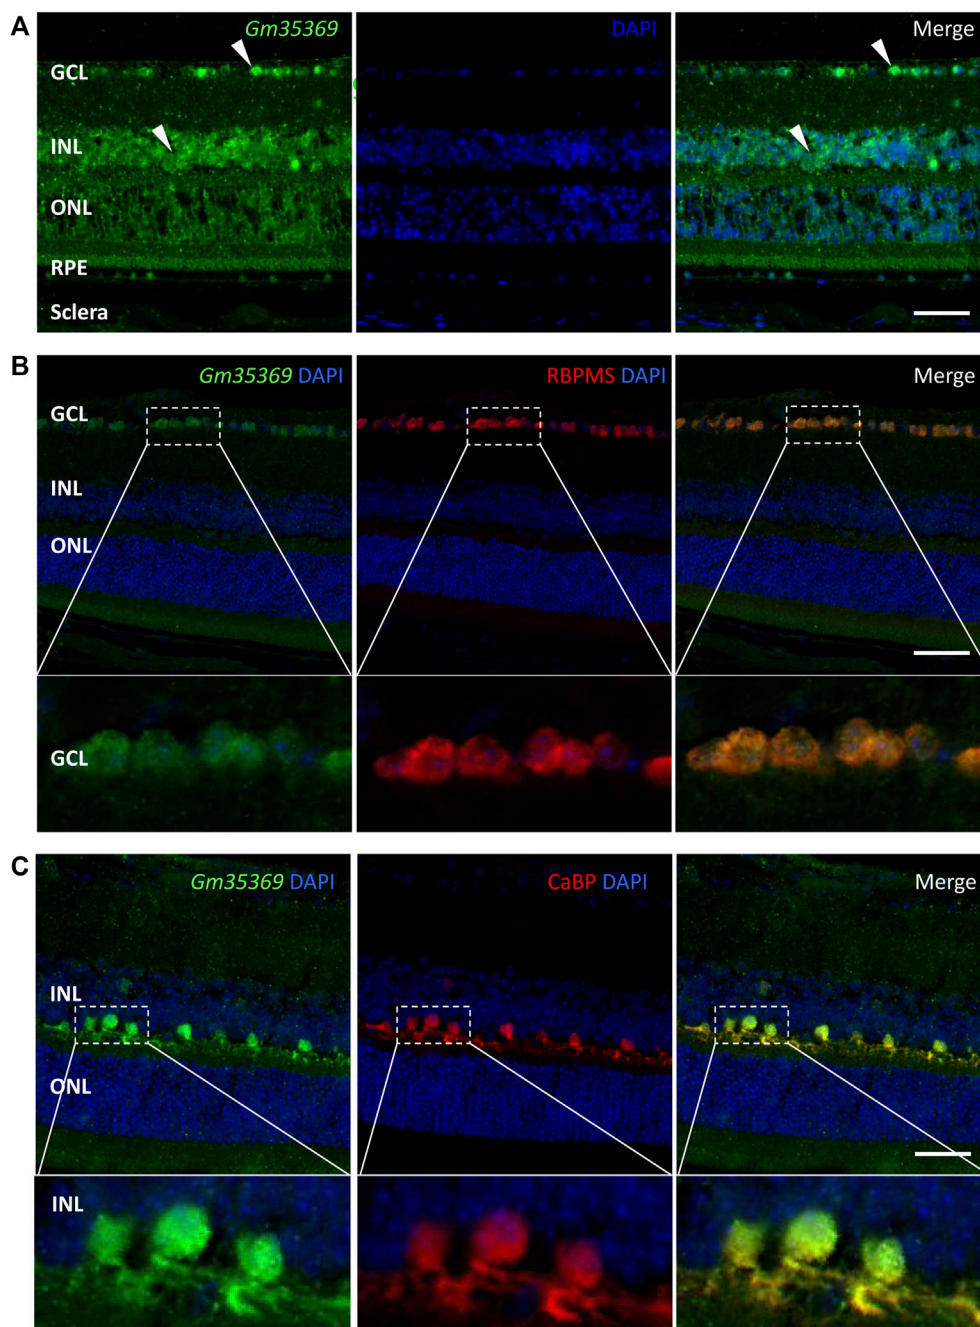 A
Gm35369
DAPI
Merge
GCL
INL
ONL
RPE
Sclera
B
Gm35369 DAPI
RBPMS DAPI
Merge
GCL
INL
ONL
GCL
C
Gm35369 DAPI
CaBP DAPI
Merge
INL
ONL
INL